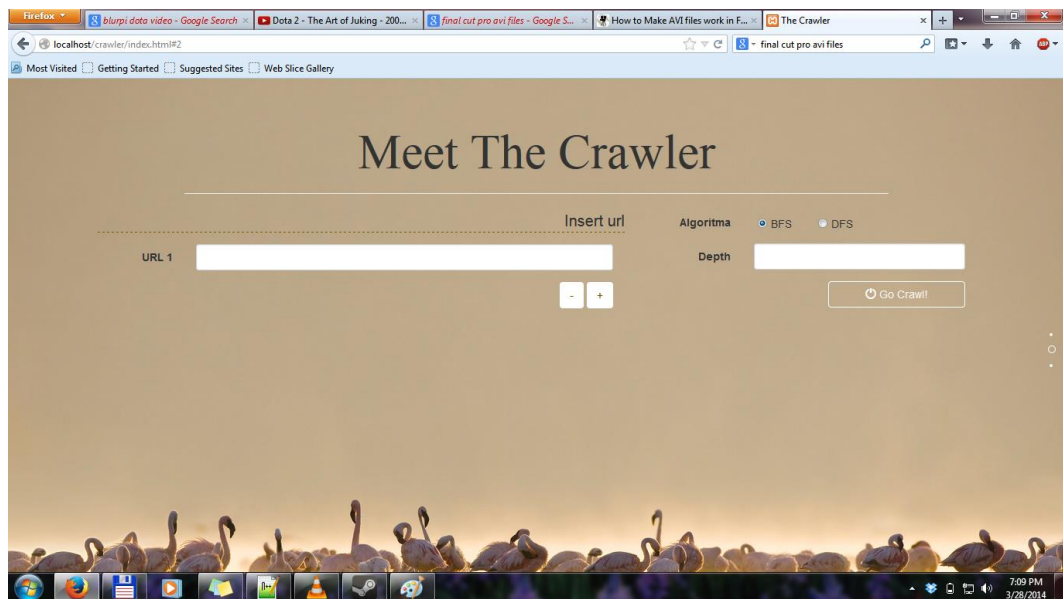 Firefox
blurpi dota video - Google Search
Dota 2 - The Art of Juking - 200...
final cut pro avi files - Google S...
How to Make AVI files work in F...
The Crawler
localhost/crawler/index.html#2
final cut pro avi files
Most Visited Getting Started Suggested Sites Web Slice Gallery
Meet The Crawler
Insert url
Algoritma BFS DFS
URL 1
Depth
- +
Go Crawl!
7:09 PM
3/28/2014